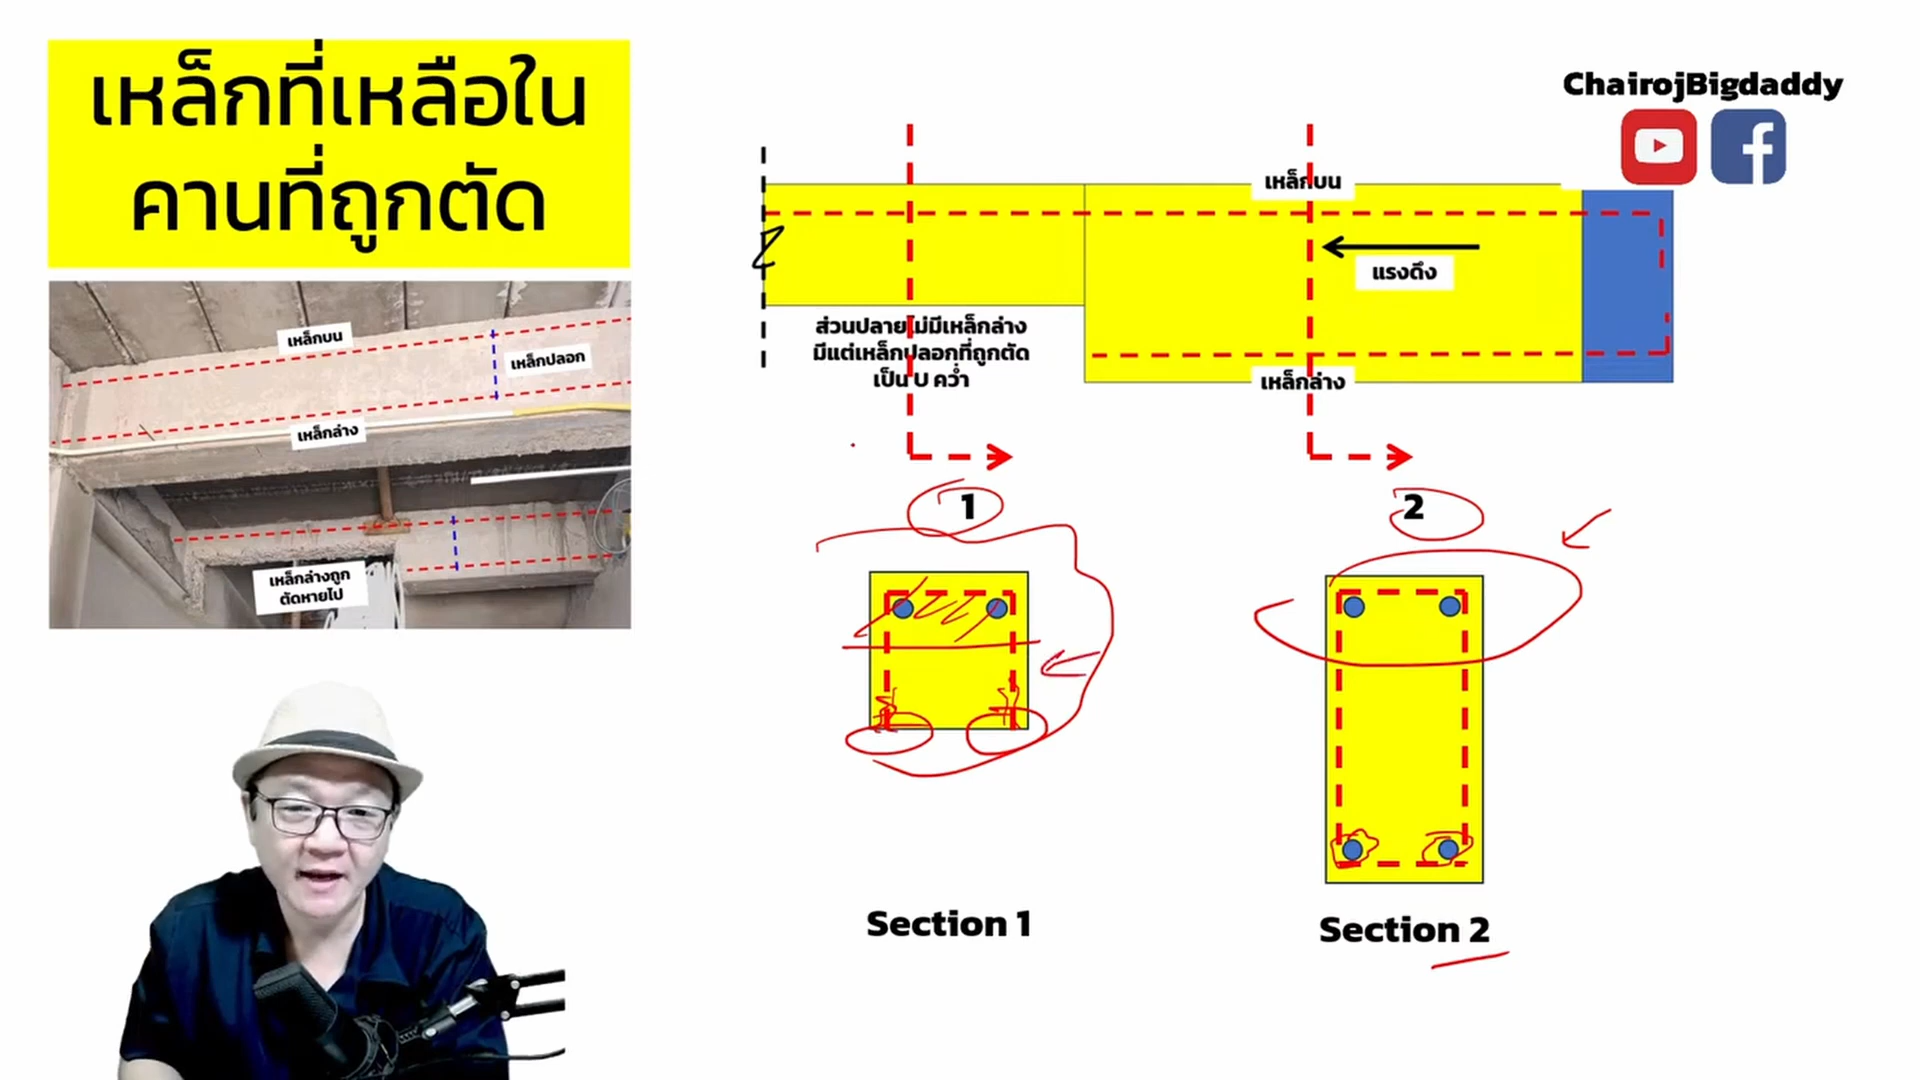 เหล็กที่เหลือใน
คานที่ถูกตัด
เหล็กบน
เหล็กปลอก
เหล็กล่าง
เหล็กล่างถูก
ตัดหายไป
ChairojBigdaddy
เหล็กบน
แรงดึง
ส่วนปลายไม่มีเหล็กล่าง
มีแต่เหล็กปลอกที่ถูกตัด
เป็น U คว่ำ
เหล็กล่าง
1
2
Section 1
Section 2